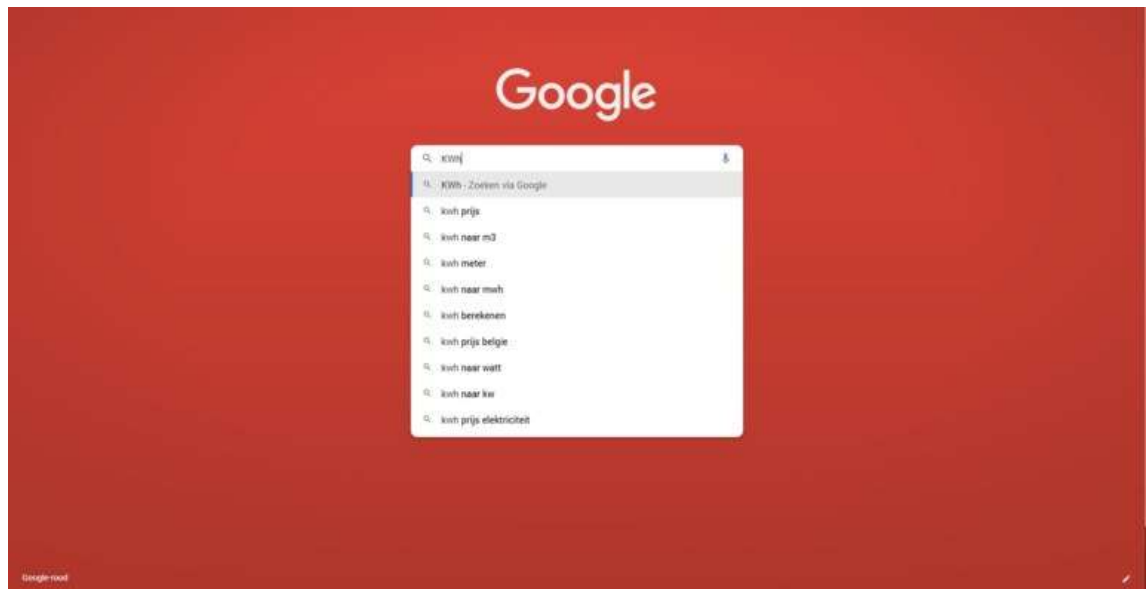 Google
KWh
KWh - Zoeken via Google
kwh prijs
kwh naar m3
kwh meter
kwh naar mwh
kwh berekenen
kwh prijs belgie
kwh naar watt
kwh naar kw
kwh prijs elektriciteit
Google-rood